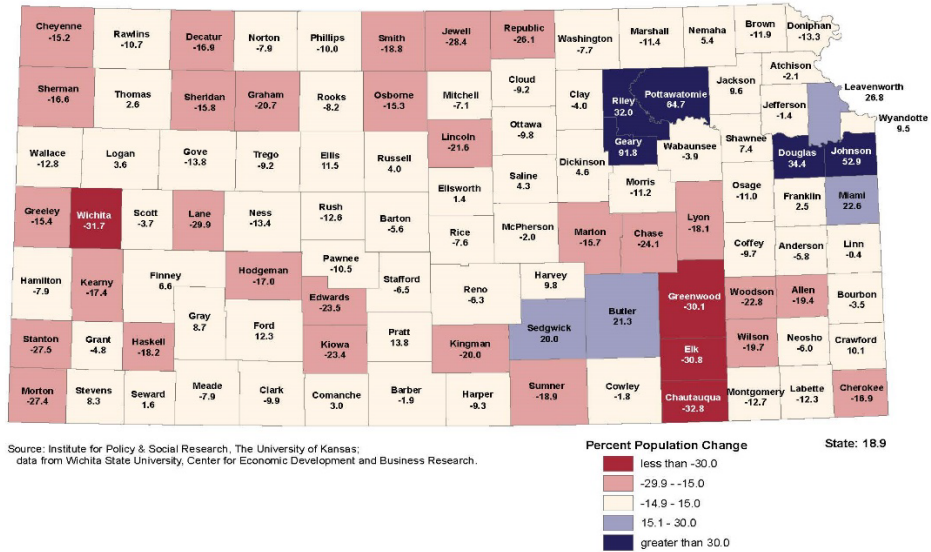 Cheyenne
-15.2
Rawlins
-10.7
Decatur
-16.9
Norton
-7.9
Phillips
-10.0
Smith
-18.8
Jewell
-28.4
Republic
-26.1
Washington
-7.7
Marshall
-11.4
Nemaha
5.4
Brown
-11.9
Doniphan
-13.3
Atchison
-2.1
Sherman
-16.6
Thomas
2.6
Sheridan
-15.8
Graham
-20.7
Rooks
-8.2
Osborne
-15.3
Mitchell
-7.1
Cloud
-9.2
Clay
-4.0
Riley
32.0
Pottawatomie
64.7
Jackson
9.6
Jefferson
-1.4
Leavenworth
26.8
Wyandotte
9.5
Wallace
-12.8
Logan
3.6
Gove
-13.8
Trego
-9.2
Ellis
11.5
Russell
4.0
Lincoln
-21.6
Ottawa
-9.8
Saline
4.3
Dickinson
4.6
Geary
91.8
Wabaunsee
-3.9
Shawnee
7.4
Douglas
34.4
Johnson
52.9
Greeley
-15.4
Wichita
-31.7
Scott
-3.7
Lane
-29.9
Ness
-13.4
Rush
-12.6
Barton
-5.6
Ellsworth
1.4
Rice
-7.6
McPherson
-2.0
Marion
-15.7
Morris
-11.2
Chase
-24.1
Lyon
-18.1
Osage
-11.0
Franklin
2.5
Miami
22.6
Coffey
-9.7
Anderson
-5.8
Linn
-0.4
Hamilton
-7.9
Kearny
-17.4
Finney
6.6
Hodgeman
-17.0
Pawnee
-10.5
Edwards
-23.5
Stafford
-6.5
Reno
-6.3
Harvey
9.8
Sedgwick
20.0
Butler
21.3
Greenwood
-30.1
Woodson
-22.8
Allen
-19.4
Bourbon
-3.5
Stanton
-27.5
Grant
-4.8
Haskell
-18.2
Gray
8.7
Ford
12.3
Kiowa
-23.4
Pratt
13.8
Kingman
-20.0
Elk
-30.8
Wilson
-19.7
Neosho
-6.0
Crawford
10.1
Morton
-27.4
Stevens
8.3
Seward
1.6
Meade
-7.9
Clark
-9.9
Comanche
3.0
Barber
-1.9
Harper
-9.3
Sumner
-18.9
Cowley
-1.8
Chautauqua
-32.8
Montgomery
-12.7
Labette
-12.3
Cherokee
-16.9
Source: Institute for Policy & Social Research, The University of Kansas;
data from Wichita State University, Center for Economic Development and Business Research.
Percent Population Change
State: 18.9
less than -30.0
-29.9 - -15.0
-14.9 - 15.0
15.1 - 30.0
greater than 30.0